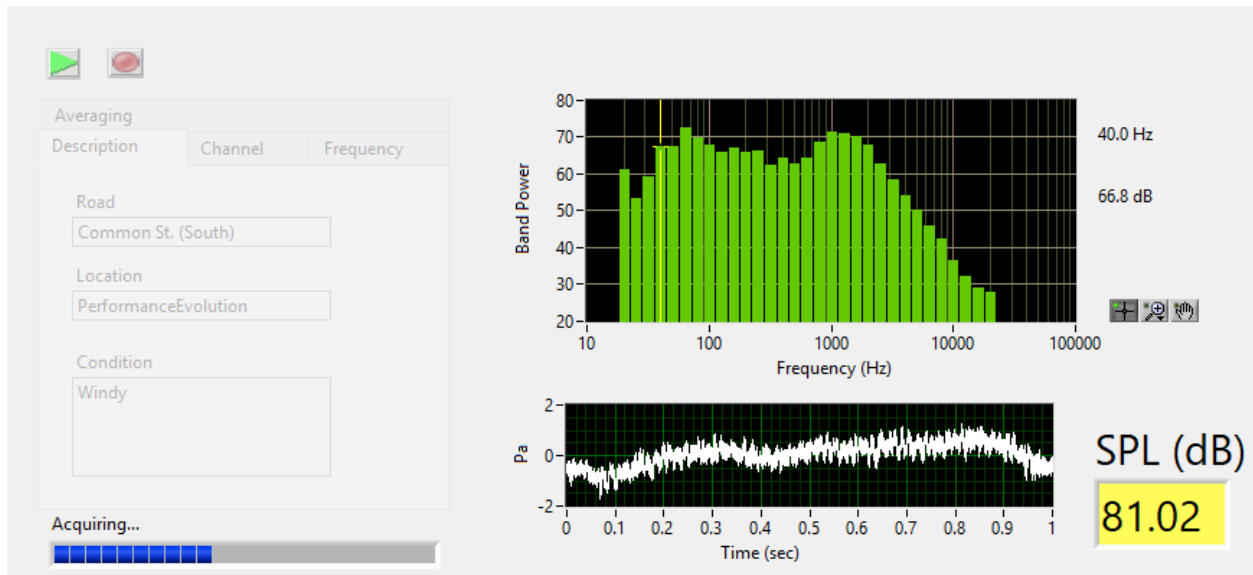 Averaging
Description Channel Frequency
Road
Common St. (South)
Location
PerformanceEvolution
Condition
Windy
Acquiring...
80
70
60
50
40
30
20
Band Power
10 100 1000 10000 100000
Frequency (Hz)
40.0 Hz
66.8 dB
2
0
-2
Pa
0 0.1 0.2 0.3 0.4 0.5 0.6 0.7 0.8 0.9 1
Time (sec)
SPL (dB)
81.02